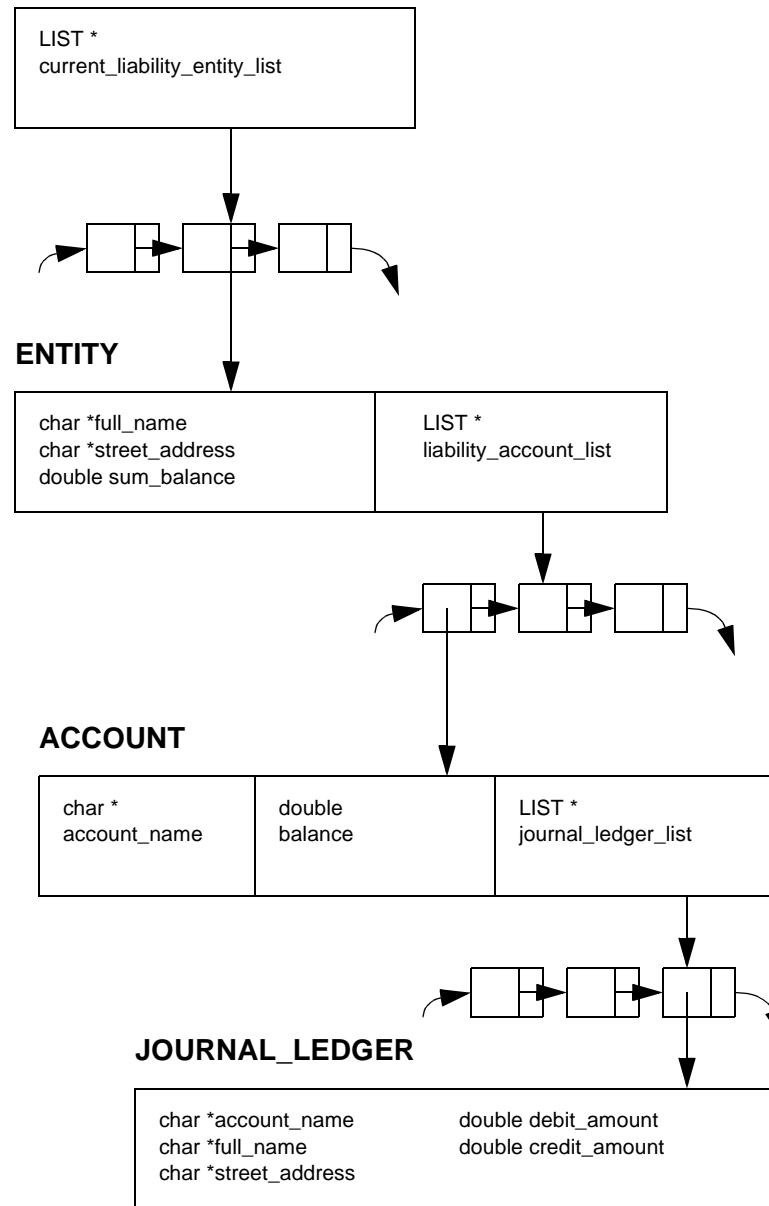 LIST *
current_liability_entity_list
ENTITY
char *full_name
char *street_address
double sum_balance
LIST *
liability_account_list
ACCOUNT
char *
account_name
double
balance
LIST *
journal_ledger_list
JOURNAL_LEDGER
char *account_name
char *full_name
char *street_address
double debit_amount
double credit_amount